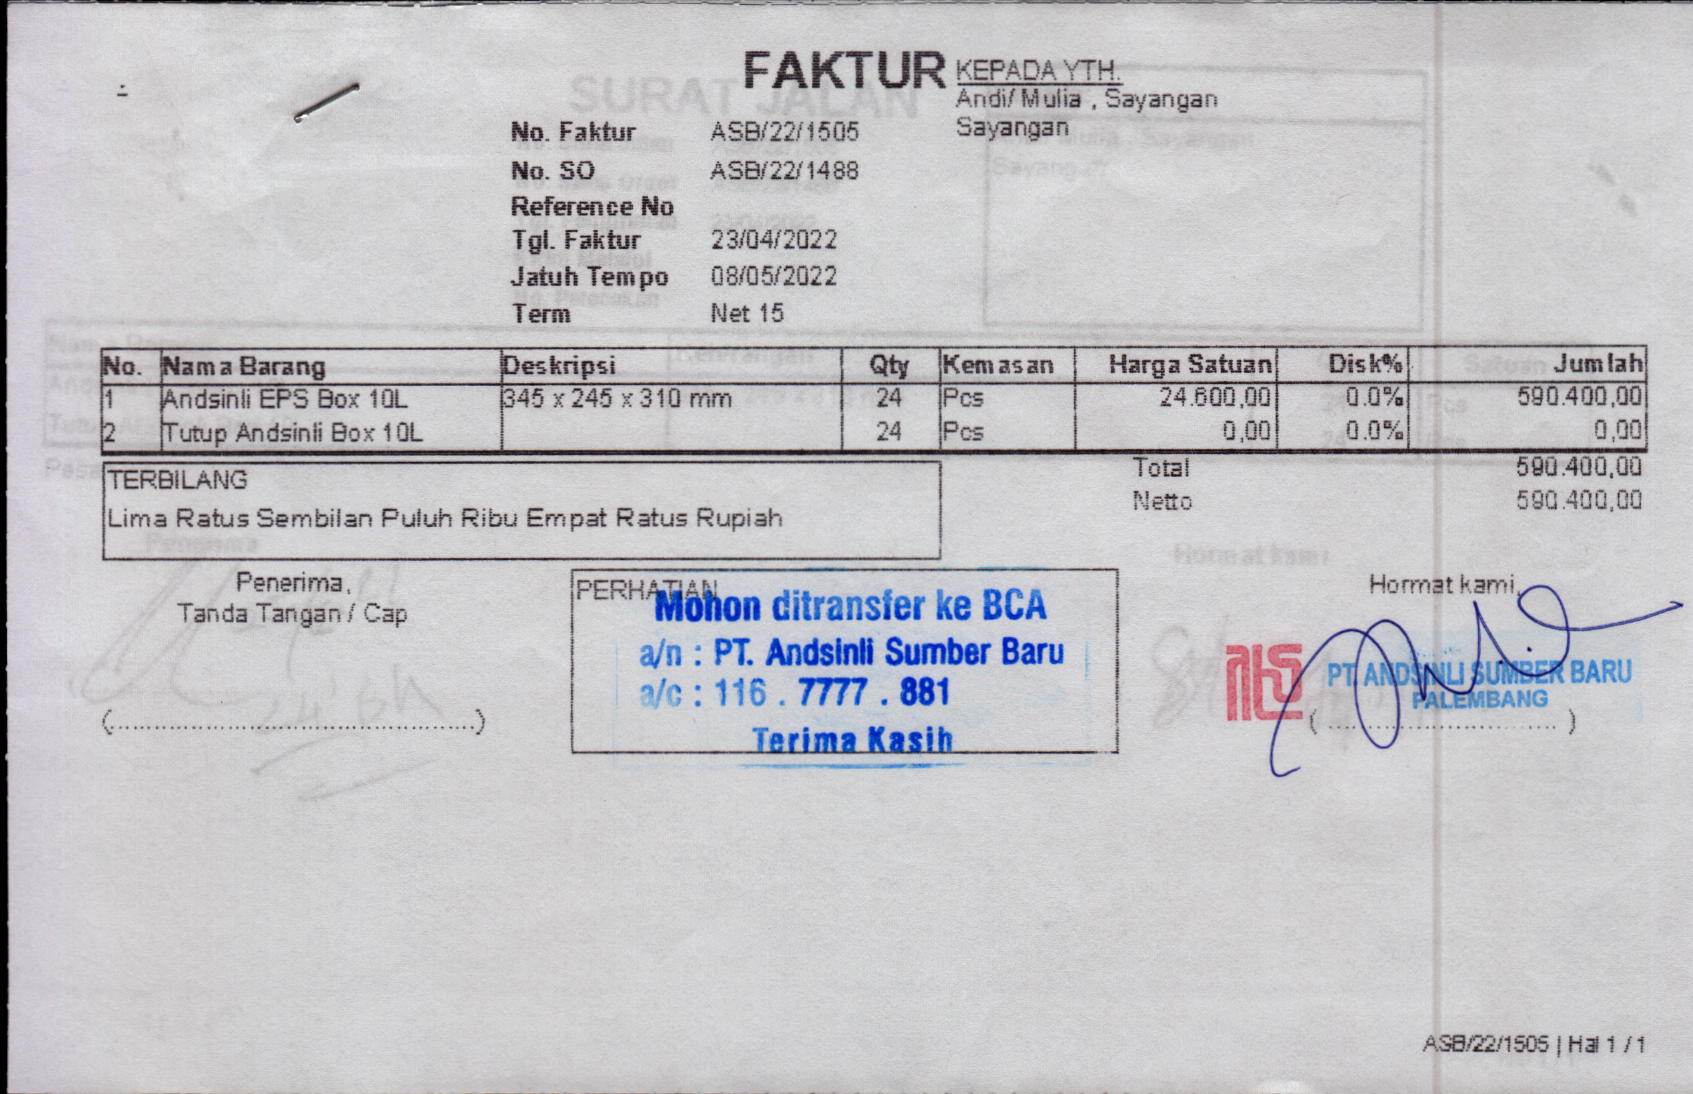 FAKTUR
KEPADA YTH.
Andi/ Mulia , Sayangan
Sayangan
No. Faktur ASB/22/1505
No. SO ASB/22/1488
Reference No
Tgl. Faktur 23/04/2022
Jatuh Tempo 08/05/2022
Term Net 15
No. Nama Barang Deskripsi Qty Kemasan Harga Satuan Disk% Jumlah
1 Andsinli EPS Box 10L 345 x 245 x 310 mm 24 Pcs 24.600,00 0.0% 590.400,00
2 Tutup Andsinli Box 10L 24 Pcs 0,00 0.0% 0,00
Total 590.400,00
Netto 590.400,00
TERBILANG
Lima Ratus Sembilan Puluh Ribu Empat Ratus Rupiah
Penerima,
Tanda Tangan / Cap
(............................................)
PERHATIAN
Mohon ditransfer ke BCA
a/n : PT. Andsinli Sumber Baru
a/c : 116 . 7777 . 881
Terima Kasih
Hormat kami,
PT. ANDSINLI SUMBER BARU
PALEMBANG
( ............................ )
ASB/22/1505 | Hal 1 / 1
SURAT JALAN